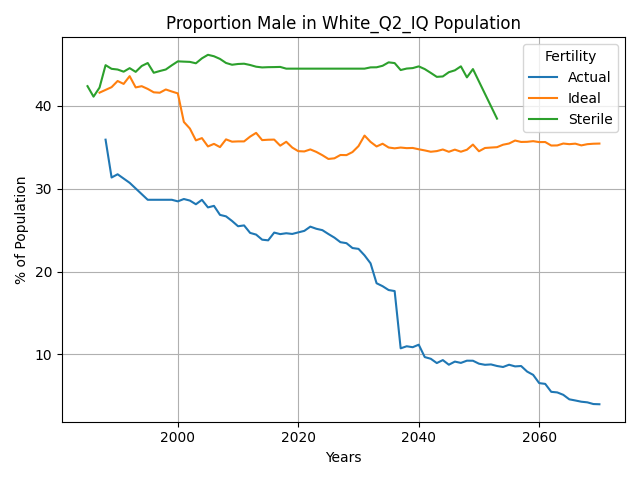 Proportion Male in White_Q2_IQ Population
Fertility
Actual
Ideal
Sterile
% of Population
40
30
20
10
2000 2020 2040 2060
Years